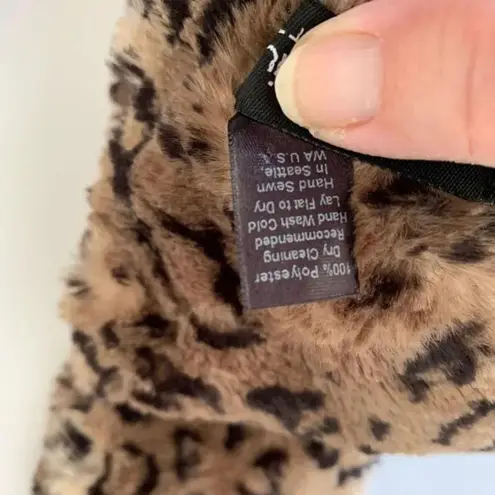 100% Polyester
Dry Cleaning
Recommended
Hand Wash Cold
Lay Flat to Dry
Hand Sewn
In Seattle,
WA U.S.A.